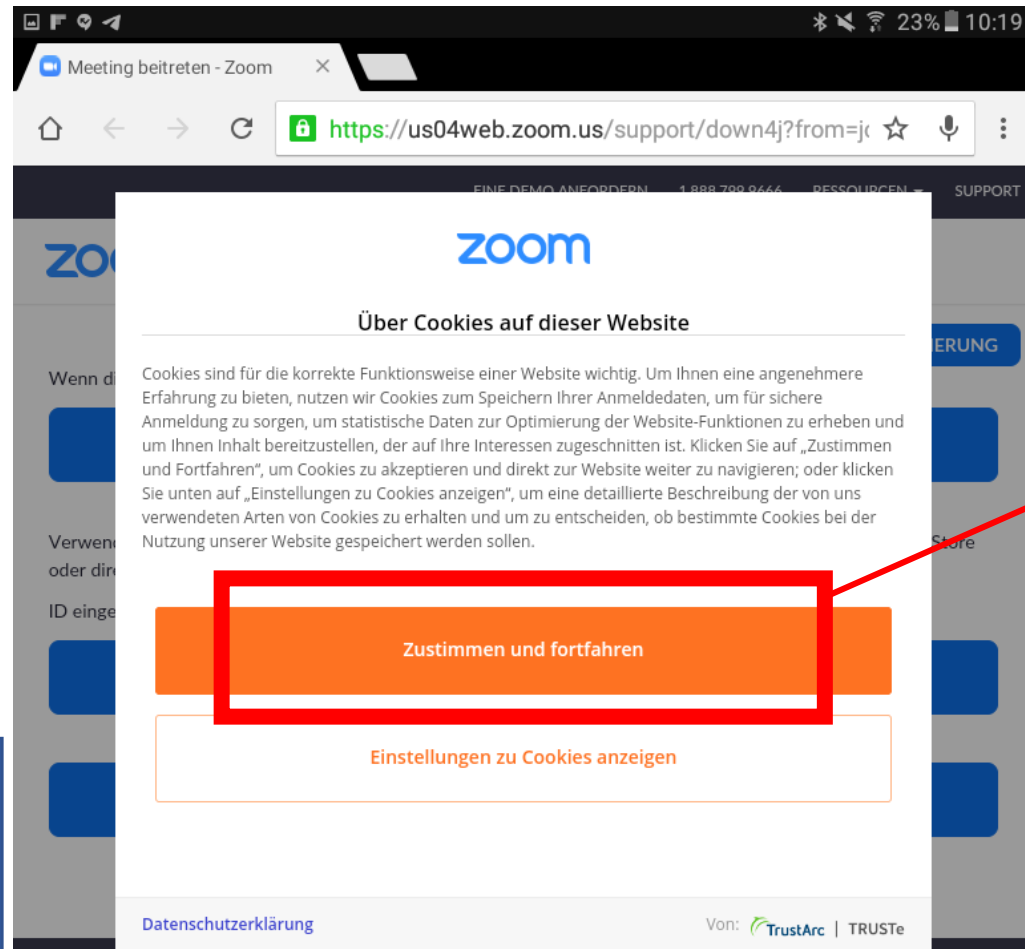 23% 10:19
Meeting beitreten - Zoom
https://us04web.zoom.us/support/down4j?from=jo
EINE DEMO ANFORDERN 1.888.799.9666 RESSOURCEN SUPPORT
ZOO
zoom
Über Cookies auf dieser Website
IERUNG
Wenn di
Cookies sind für die korrekte Funktionsweise einer Website wichtig. Um Ihnen eine angenehmere
Erfahrung zu bieten, nutzen wir Cookies zum Speichern Ihrer Anmeldedaten, um für sichere
Anmeldung zu sorgen, um statistische Daten zur Optimierung der Website-Funktionen zu erheben und
um Ihnen Inhalt bereitzustellen, der auf Ihre Interessen zugeschnitten ist. Klicken Sie auf „Zustimmen
und Fortfahren“, um Cookies zu akzeptieren und direkt zur Website weiter zu navigieren; oder klicken
Sie unten auf „Einstellungen zu Cookies anzeigen“, um eine detaillierte Beschreibung der von uns
verwendeten Arten von Cookies zu erhalten und um zu entscheiden, ob bestimmte Cookies bei der
Nutzung unserer Website gespeichert werden sollen.
Verwen
Store
oder dire
ID einge
Zustimmen und fortfahren
Einstellungen zu Cookies anzeigen
Datenschutzerklärung
Von: TrustArc | TRUSTe